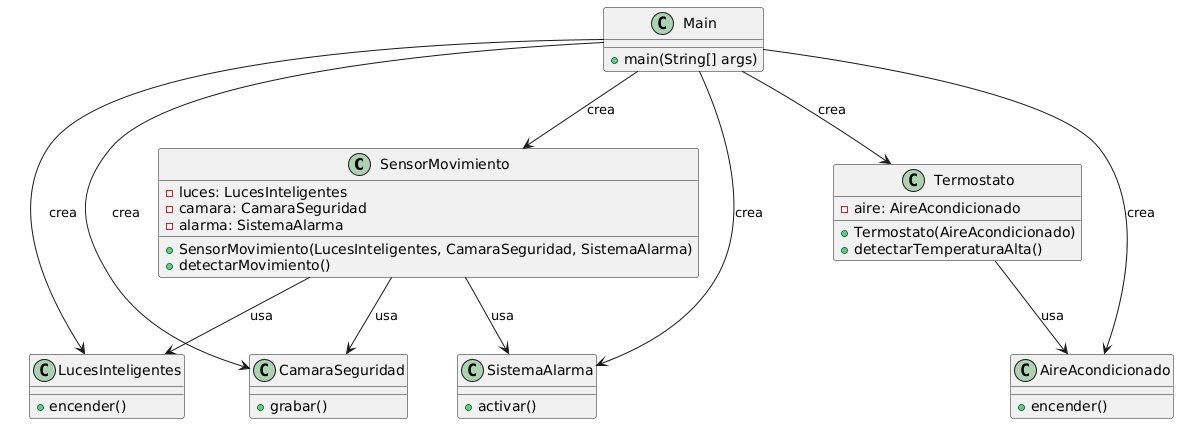 C Main
main(String[] args)
crea
crea
C SensorMovimiento
luces: LucesInteligentes
camara: CamaraSeguridad
alarma: SistemaAlarma
SensorMovimiento(LucesInteligentes, CamaraSeguridad, SistemaAlarma)
detectarMovimiento()
C Termostato
aire: AireAcondicionado
Termostato(AireAcondicionado)
detectarTemperaturaAlta()
crea
crea
crea
crea
usa
usa
usa
usa
C LucesInteligentes
encender()
C CamaraSeguridad
grabar()
C SistemaAlarma
activar()
C AireAcondicionado
encender()